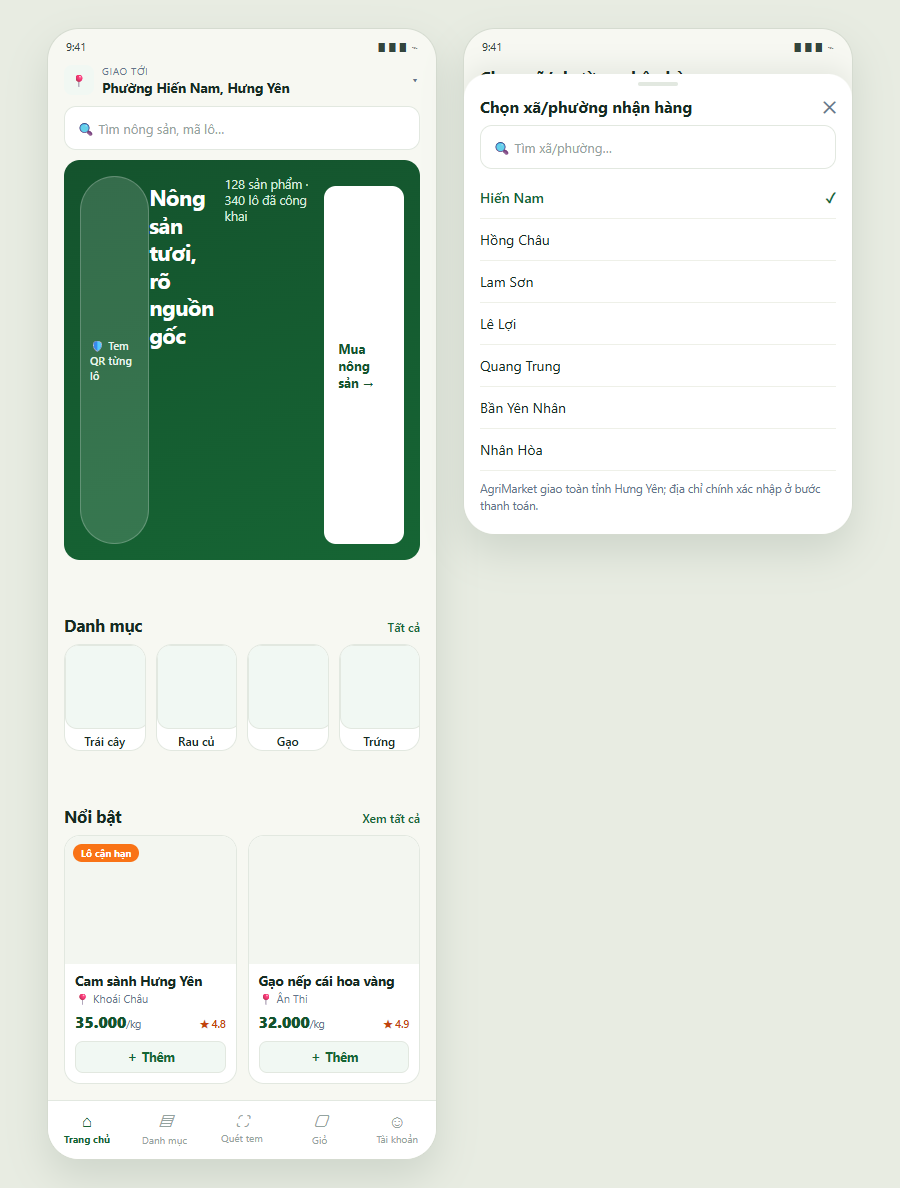 9:41
GIAO TỚI
Phường Hiến Nam, Hưng Yên
Tìm nông sản, mã lô...
Tem
QR từng
lô
Nông
sản
tươi,
rõ
nguồn
gốc
128 sản phẩm ·
340 lô đã công
khai
Mua
nông
sản →
Danh mục
Tất cả
Trái cây
Rau củ
Gạo
Trứng
Nổi bật
Xem tất cả
Lô cận hạn
Cam sành Hưng Yên
Khoái Châu
35.000/kg
★ 4.8
+ Thêm
Gạo nếp cái hoa vàng
Ân Thi
32.000/kg
★ 4.9
+ Thêm
Trang chủ
Danh mục
Quét tem
Giỏ
Tài khoản
9:41
Chọn xã/phường nhận hàng
Tìm xã/phường...
Hiến Nam ✓
Hồng Châu
Lam Sơn
Lê Lợi
Quang Trung
Bần Yên Nhân
Nhân Hòa
AgriMarket giao toàn tỉnh Hưng Yên; địa chỉ chính xác nhập ở bước
thanh toán.